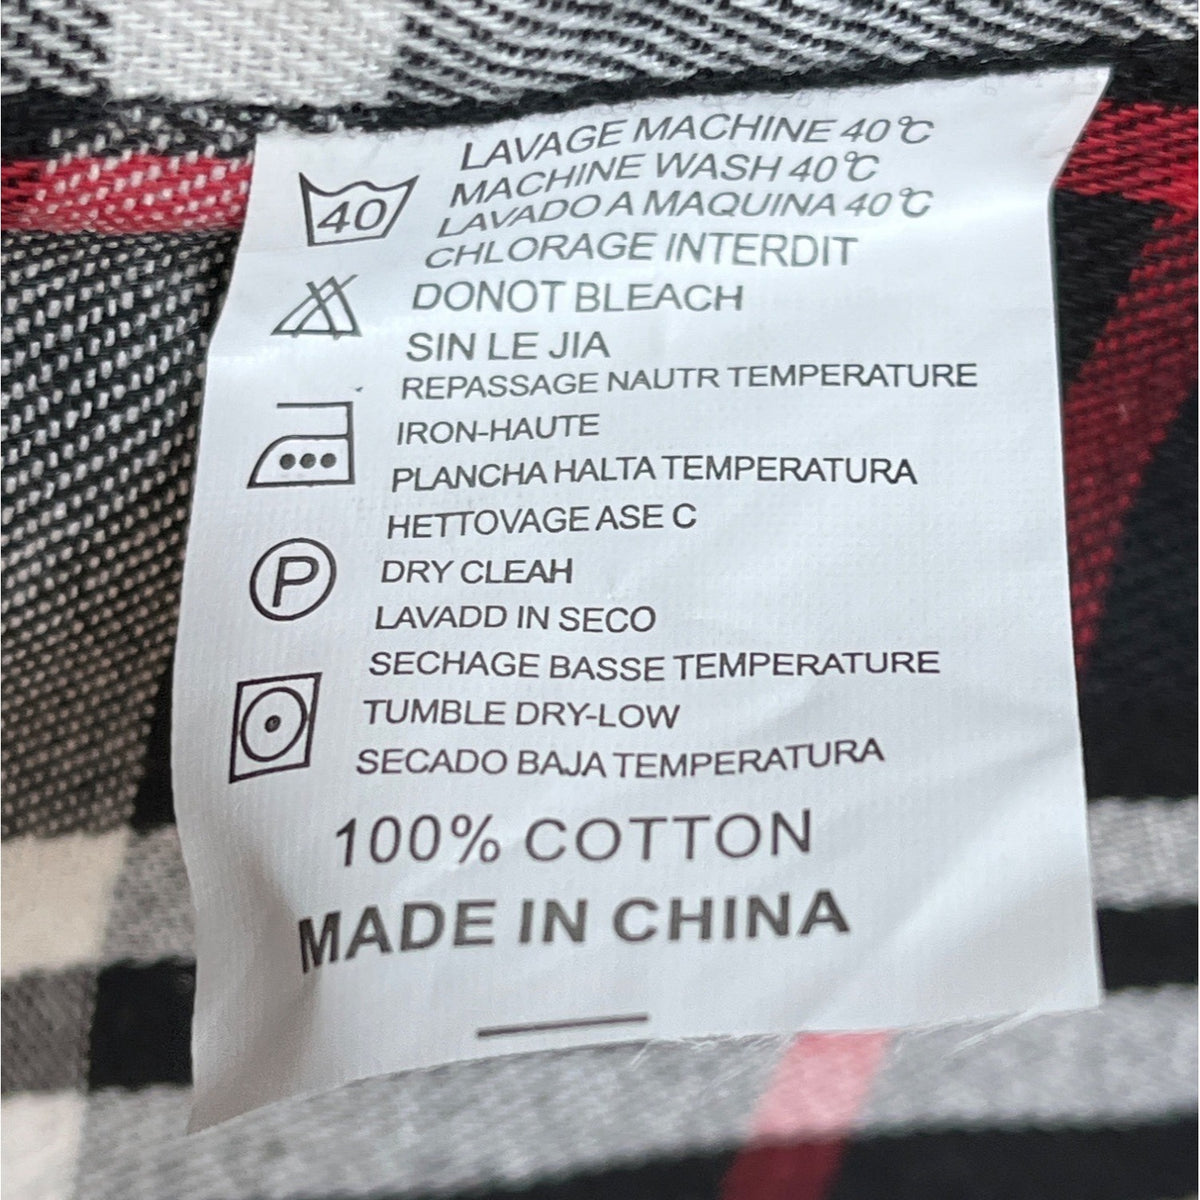 LAVAGE MACHINE 40℃
40
MACHINE WASH 40℃
LAVADO A MAQUINA 40℃
CHLORAGE INTERDIT
DONOT BLEACH
SIN LE JIA
REPASSAGE NAUTR TEMPERATURE
IRON-HAUTE
PLANCHA HALTA TEMPERATURA
HETTOVAGE ASE C
P
DRY CLEAH
LAVADD IN SECO
SECHAGE BASSE TEMPERATURE
TUMBLE DRY-LOW
SECADO BAJA TEMPERATURA
100% COTTON
MADE IN CHINA